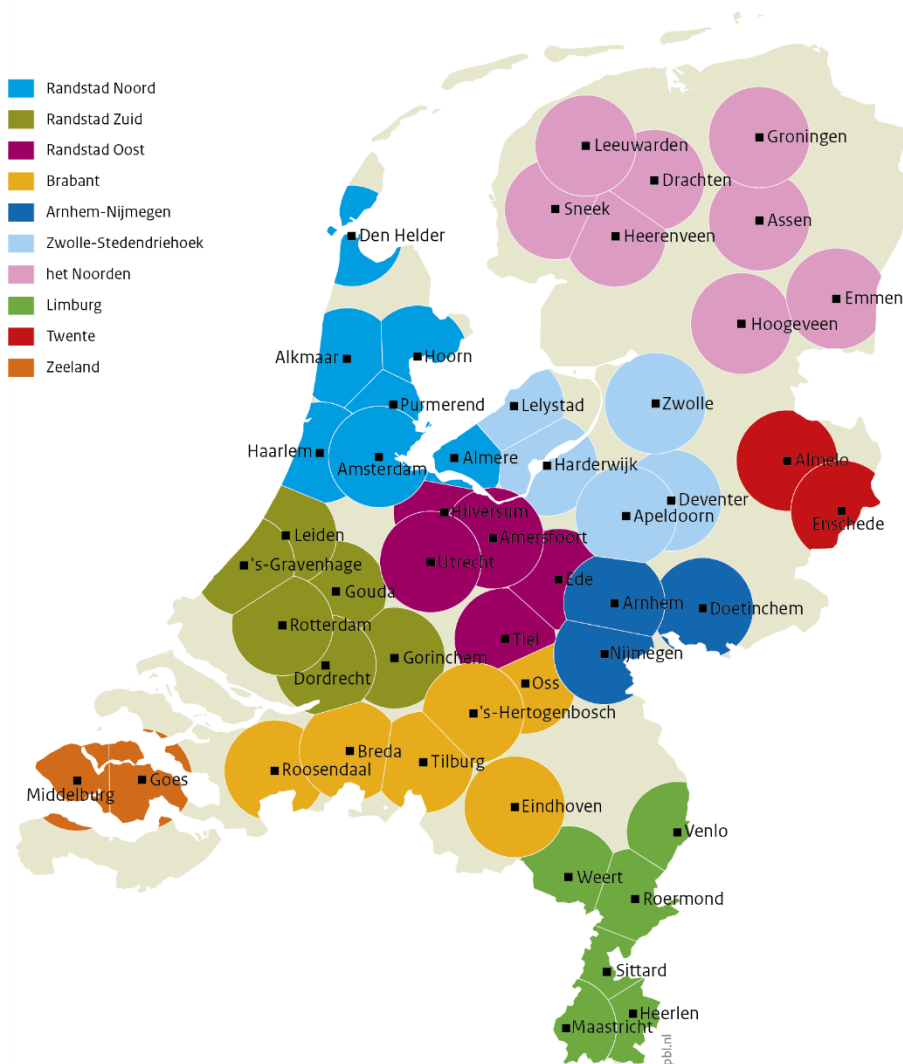 Randstad Noord
Randstad Zuid
Randstad Oost
Brabant
Arnhem-Nijmegen
Zwolle-Stedendriehoek
het Noorden
Limburg
Twente
Zeeland
Groningen
Leeuwarden
Drachten
Sneek
Assen
Heerenveen
Den Helder
Emmen
Hoogeveen
Alkmaar
Hoorn
Purmerend
Lelystad
Zwolle
Haarlem
Amsterdam
Almere
Harderwijk
Almelo
Deventer
Apeldoorn
Enschede
Hilversum
Leiden
Amersfoort
's-Gravenhage
Utrecht
Ede
Gouda
Arnhem
Doetinchem
Rotterdam
Tiel
Gorinchem
Nijmegen
Dordrecht
Oss
's-Hertogenbosch
Breda
Tilburg
Roosendaal
Goes
Middelburg
Eindhoven
Venlo
Weert
Roermond
Sittard
Heerlen
Maastricht
pbl.nl